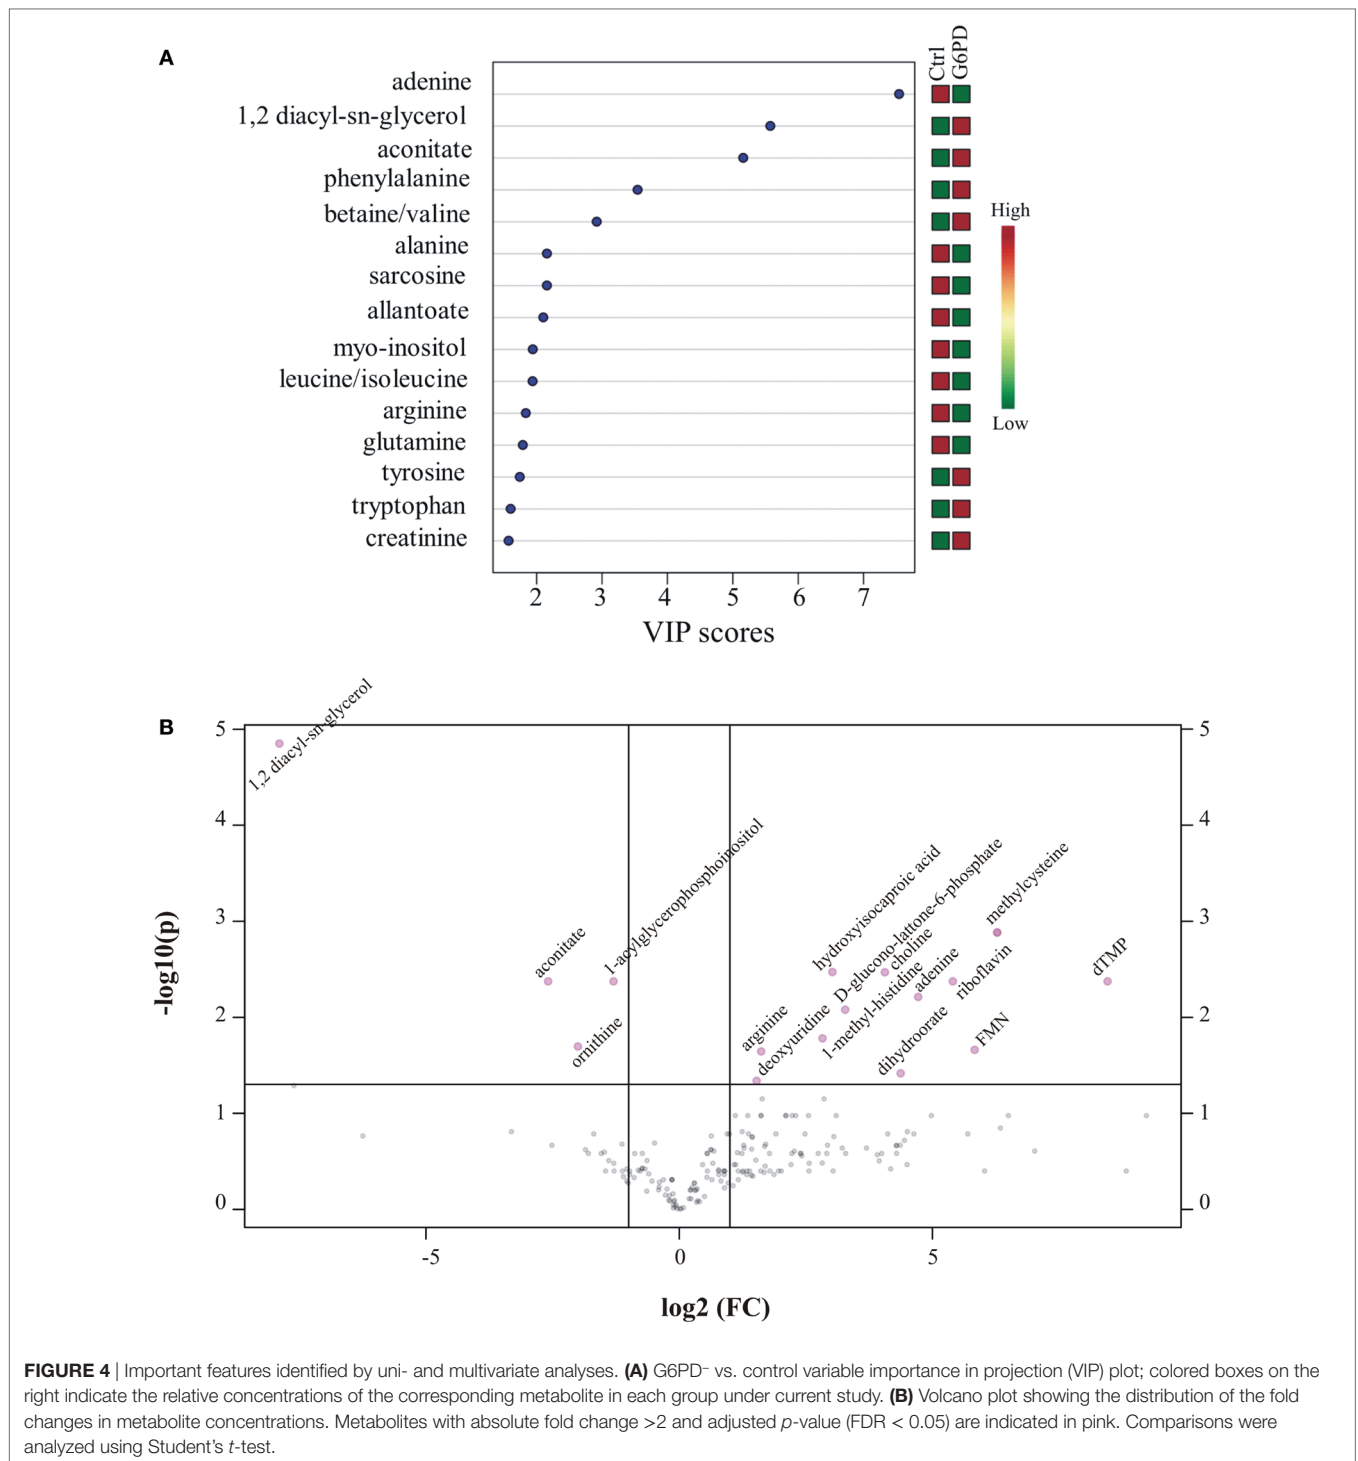 A
Ctrl
G6PD
adenine
1,2 diacyl-sn-glycerol
aconitate
phenylalanine
betaine/valine
alanine
sarcosine
allantoate
myo-inositol
leucine/isoleucine
arginine
glutamine
tyrosine
tryptophan
creatinine
High
Low
2 3 4 5 6 7
VIP scores
B
1,2 diacyl-sn-glycerol
5 5
4 4
3 3
2 2
1 1
0 0
-log10(p)
aconitate
1-acylglycerophosphoinositol
ornithine
hydroxyisocaproic acid
D-glucono-lattone-6-phosphate
choline
methylcysteine
1-methyl-histidine
adenine
riboflavin
dTMP
arginine
deoxyuridine
dihydroorate
FMN
-5 0 5
log2 (FC)
FIGURE 4 | Important features identified by uni- and multivariate analyses. (A) G6PD⁻ vs. control variable importance in projection (VIP) plot; colored boxes on the
right indicate the relative concentrations of the corresponding metabolite in each group under current study. (B) Volcano plot showing the distribution of the fold
changes in metabolite concentrations. Metabolites with absolute fold change >2 and adjusted p-value (FDR < 0.05) are indicated in pink. Comparisons were
analyzed using Student's t-test.